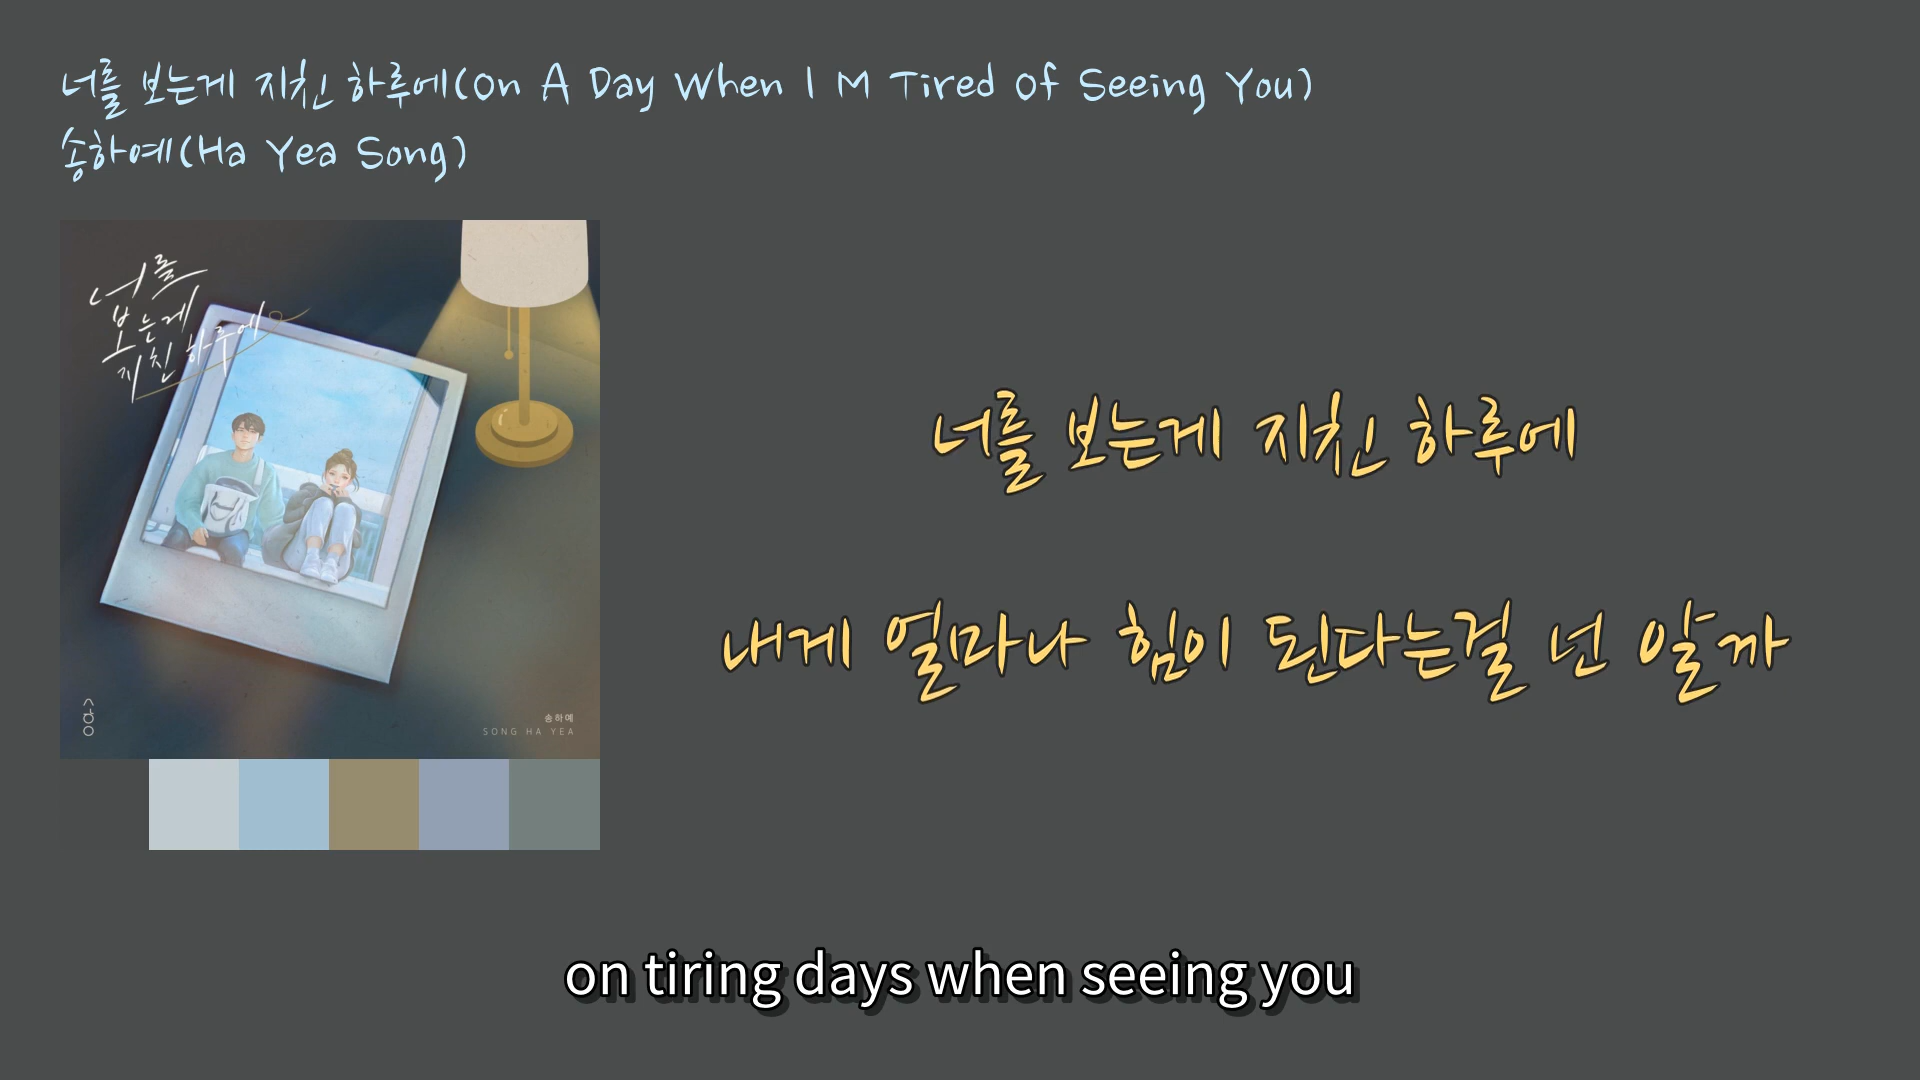 너를 보는게 지친 하루에(On A Day When I M Tired Of Seeing You)
송하예(Ha Yea Song)
너를
보는게
지친 하루에
송하예
SONG HA YEA
너를 보는게 지친 하루에
내게 얼마나 힘이 된다는걸 넌 알까
on tiring days when seeing you